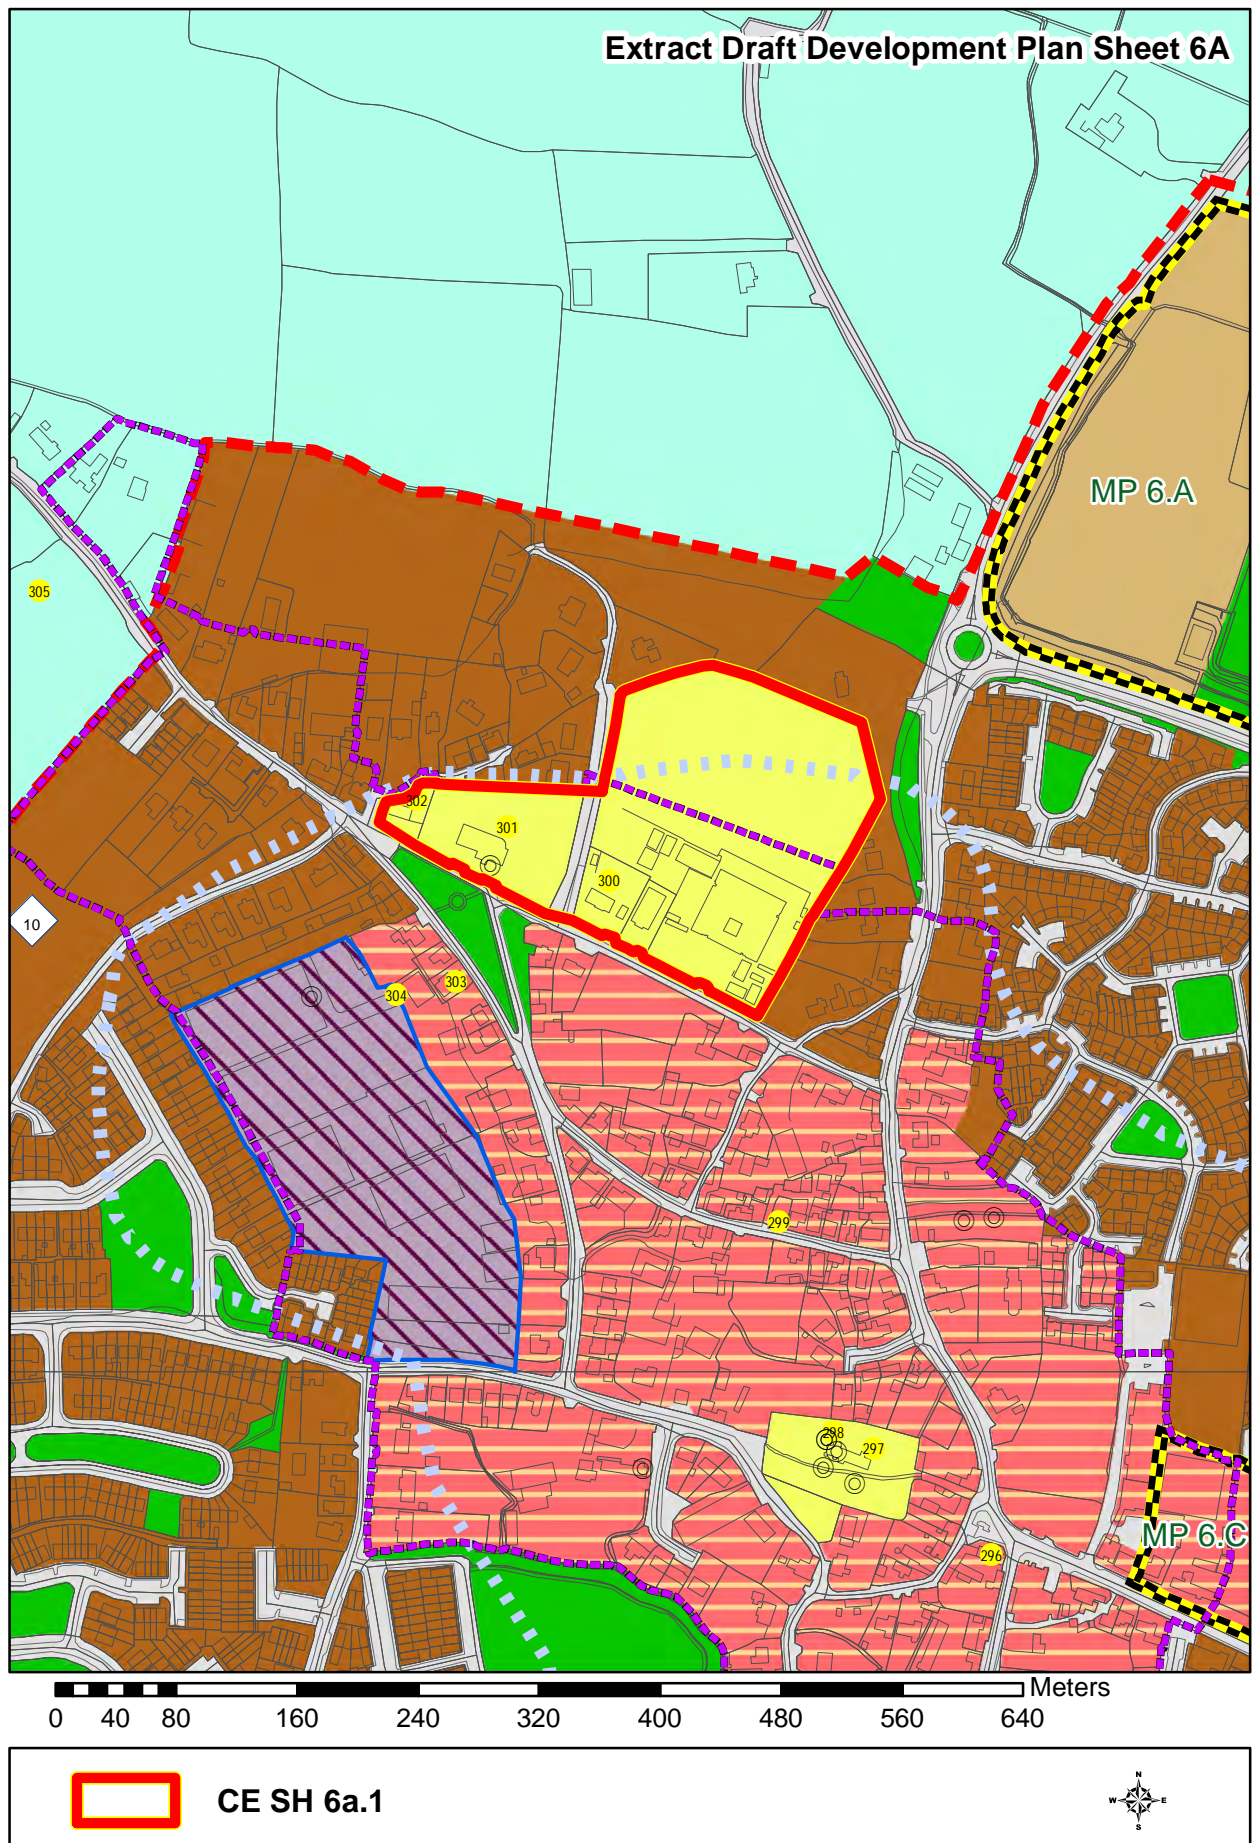 Extract Draft Development Plan Sheet 6A
MP 6.A
305
302
301
300
10
304
303
299
298
297
296
MP 6.C
Meters
0 40 80 160 240 320 400 480 560 640
CE SH 6a.1
N
W E
S